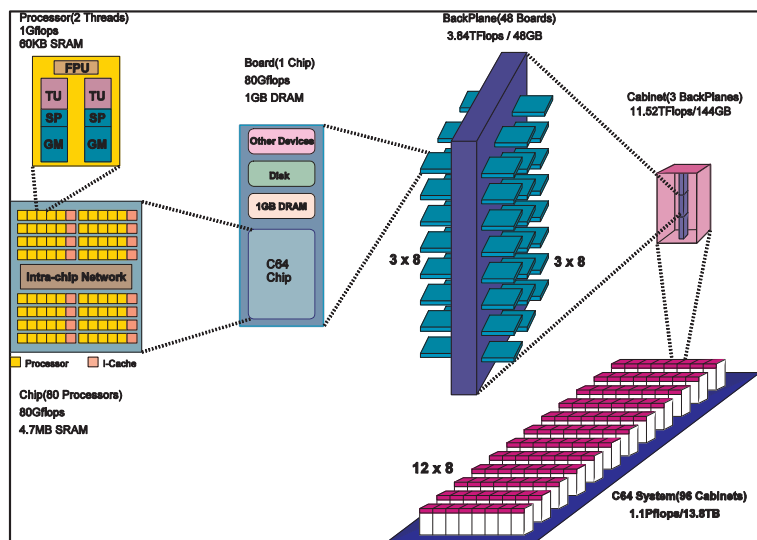 Processor(2 Threads)
1Gflops
60KB SRAM
FPU
TU TU
SP SP
GM GM
Intra-chip Network
Processor I-Cache
Chip(80 Processors)
80Gflops
4.7MB SRAM
Board(1 Chip)
80Gflops
1GB DRAM
Other Devices
Disk
1GB DRAM
C64
Chip
BackPlane(48 Boards)
3.84TFlops / 48GB
3 x 8
3 x 8
Cabinet(3 BackPlanes)
11.52TFlops/144GB
12 x 8
C64 System(96 Cabinets)
1.1Pflops/13.8TB